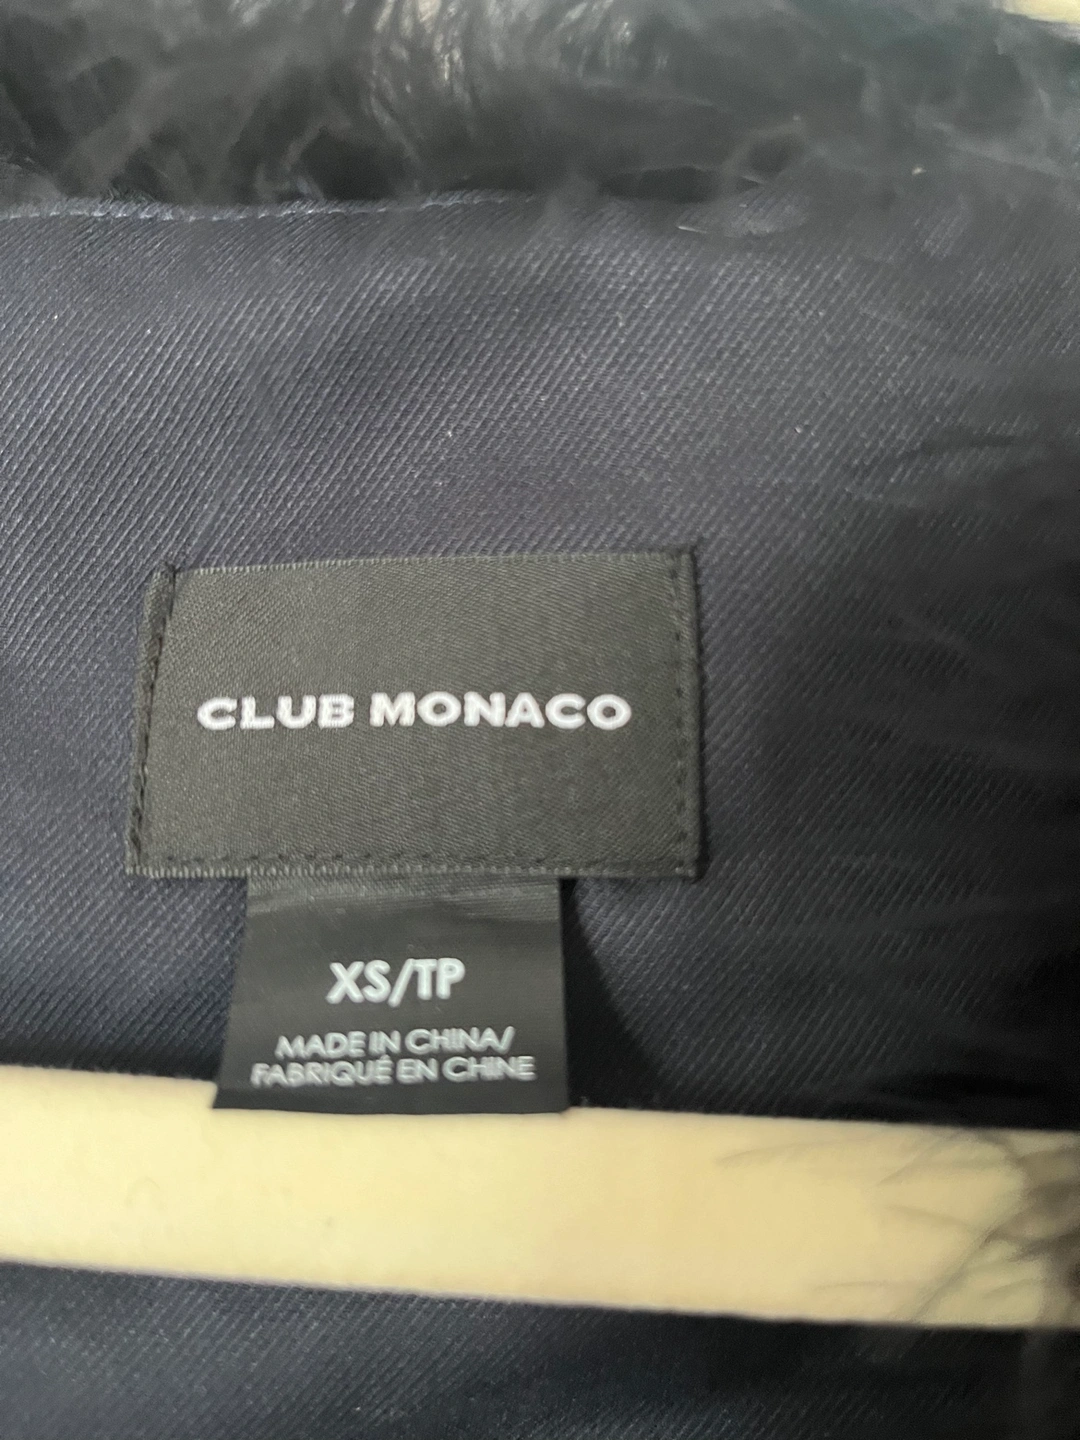 CLUB MONACO
XS/TP
MADE IN CHINA/
FABRIQUÉ EN CHINE